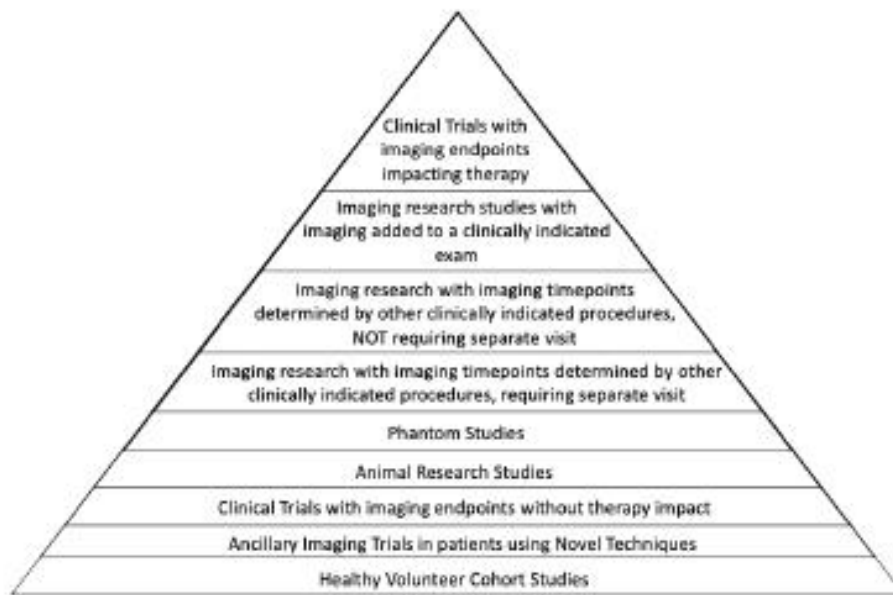 Clinical Trials with
imaging endpoints
impacting therapy
Imaging research studies with
imaging added to a clinically indicated
exam
Imaging research with imaging timepoints
determined by other clinically indicated procedures,
NOT requiring separate visit
Imaging research with imaging timepoints determined by other
clinically indicated procedures, requiring separate visit
Phantom Studies
Animal Research Studies
Clinical Trials with imaging endpoints without therapy impact
Ancillary Imaging Trials in patients using Novel Techniques
Healthy Volunteer Cohort Studies